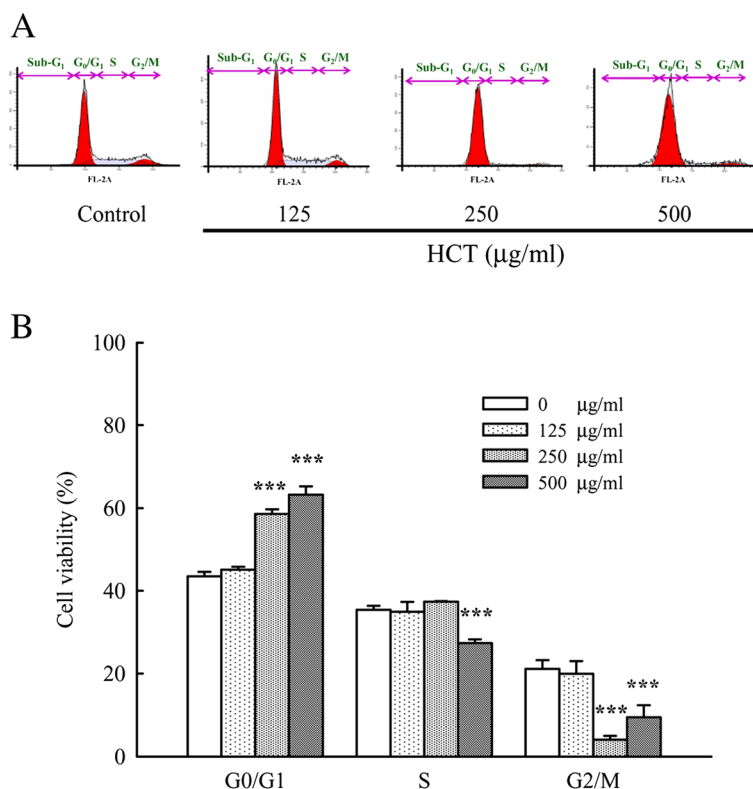 A
Sub-G1 G0/G1 S G2/M
Sub-G1 G0/G1 S G2/M
Sub-G1 G0/G1 S G2/M
Sub-G1 G0/G1 S G2/M
FL-2A
FL-2A
FL-2A
FL-2A
Control 125 250 500
HCT (μg/ml)
B
Cell viability (%)
100
80
60
40
20
0
0 μg/ml
125 μg/ml
250 μg/ml
500 μg/ml
*** ***
***
*** ***
G0/G1 S G2/M